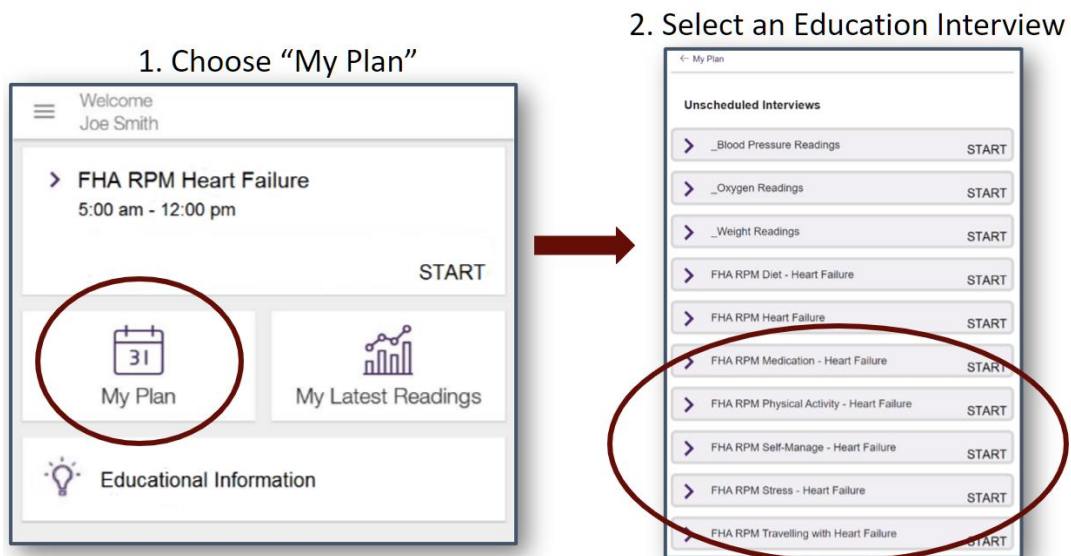 1. Choose “My Plan”
Welcome
Joe Smith
FHA RPM Heart Failure
5:00 am - 12:00 pm
START
31
My Plan
My Latest Readings
Educational Information
2. Select an Education Interview
← My Plan
Unscheduled Interviews
_Blood Pressure Readings START
_Oxygen Readings START
_Weight Readings START
FHA RPM Diet - Heart Failure START
FHA RPM Heart Failure START
FHA RPM Medication - Heart Failure START
FHA RPM Physical Activity - Heart Failure START
FHA RPM Self-Manage - Heart Failure START
FHA RPM Stress - Heart Failure START
FHA RPM Travelling with Heart Failure START